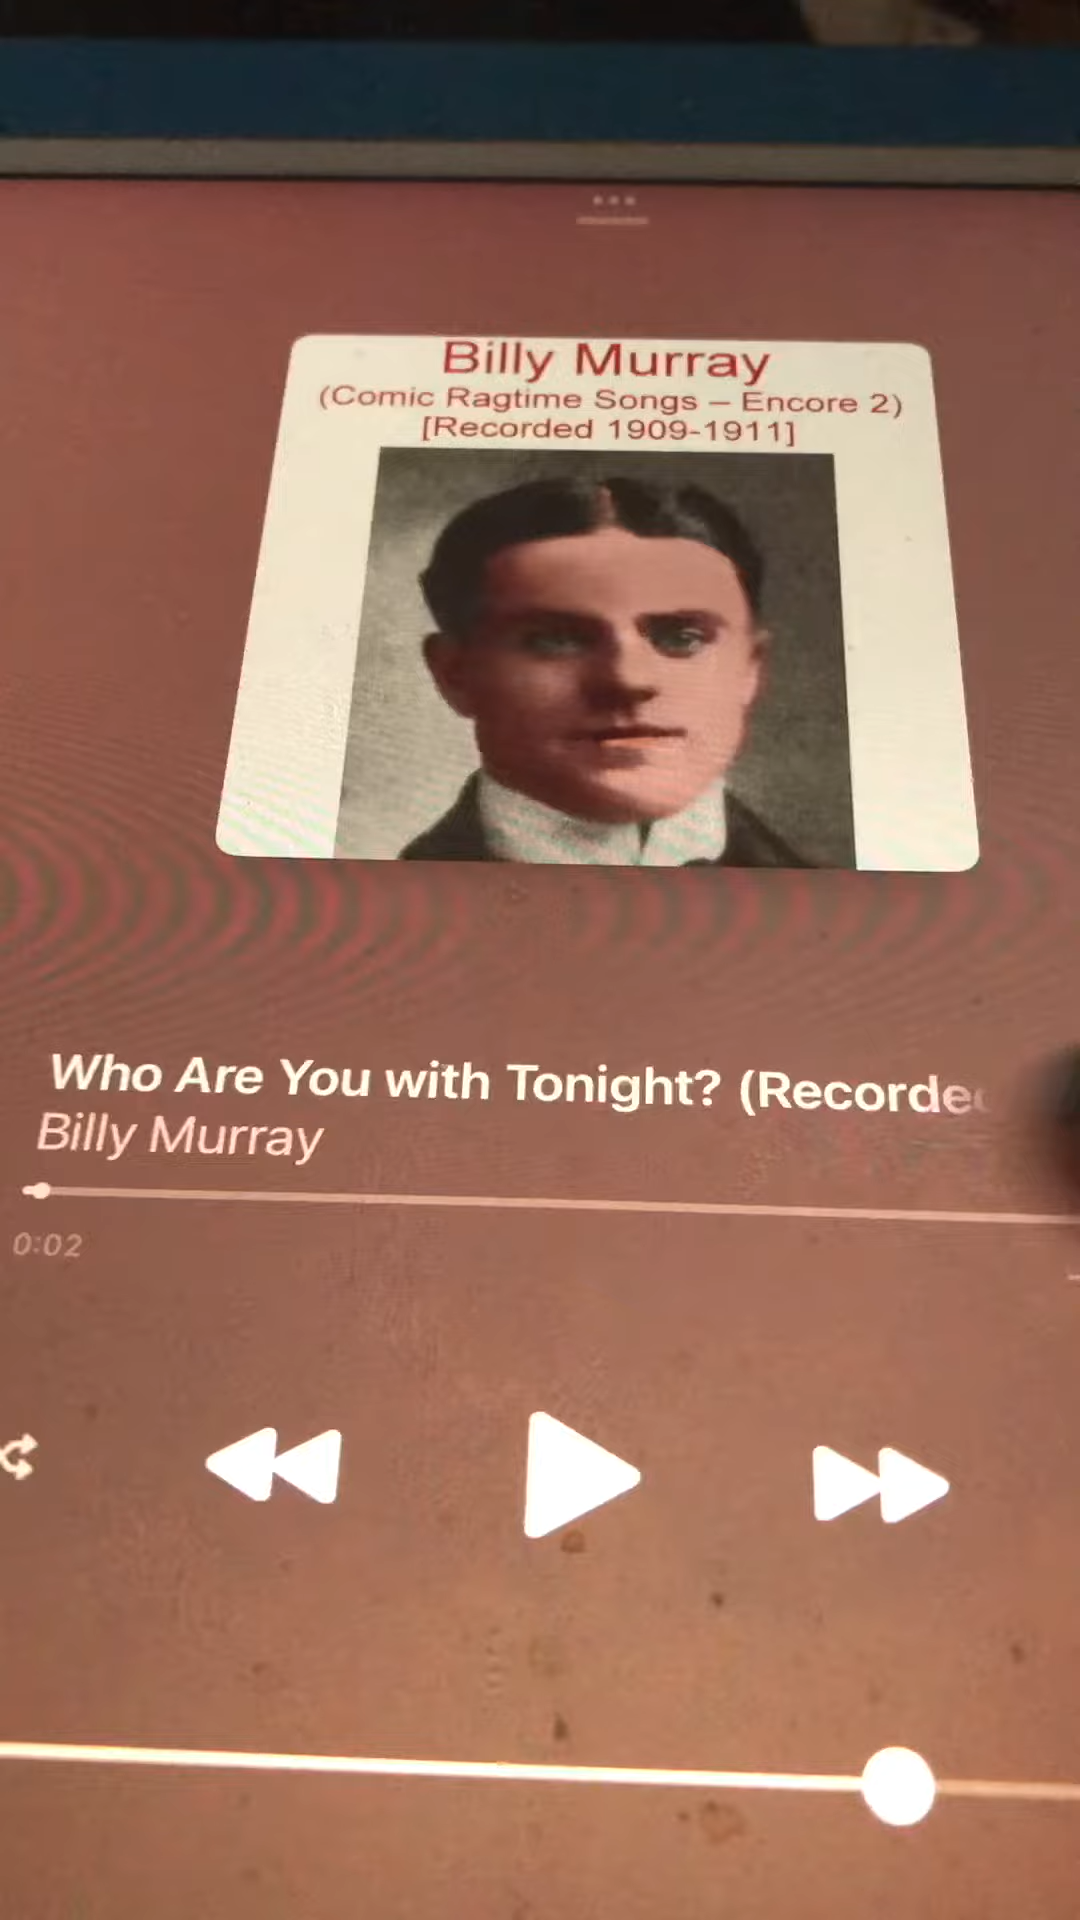 Billy Murray
(Comic Ragtime Songs – Encore 2)
[Recorded 1909-1911]
Who Are You with Tonight? (Recorded
Billy Murray
0:02